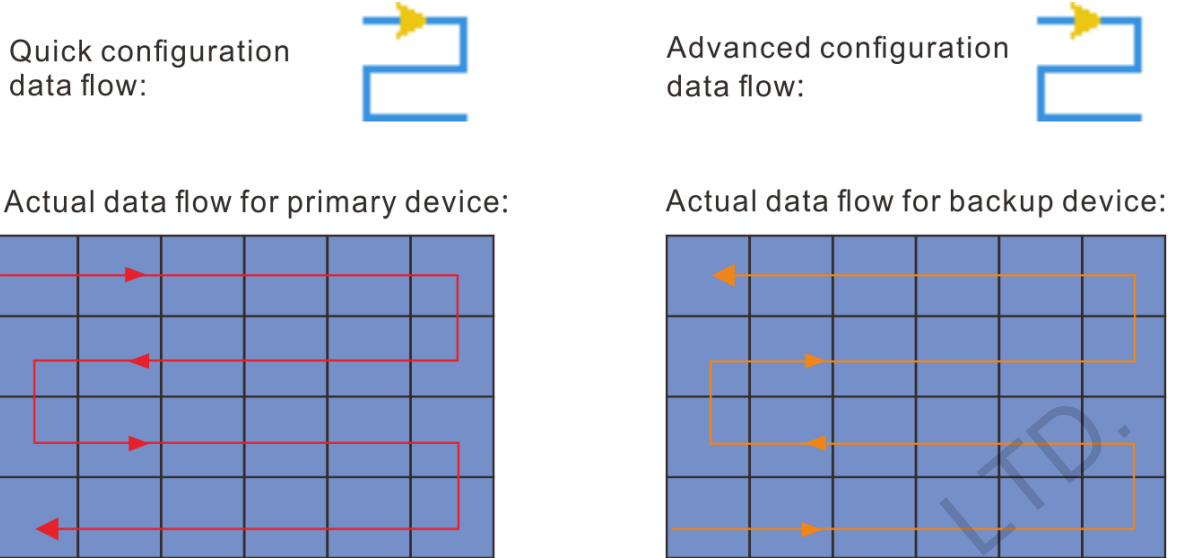 Quick configuration
data flow:
Advanced configuration
data flow:
Actual data flow for primary device:
Actual data flow for backup device:
LTD.